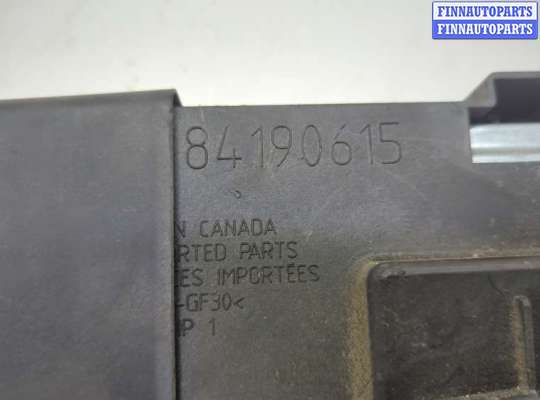 FINNAUTOPARTS
FINNAUTOPARTS
84190615
N CANADA
RTED PARTS
ES IMPORTÉES
-GF30<
P 1